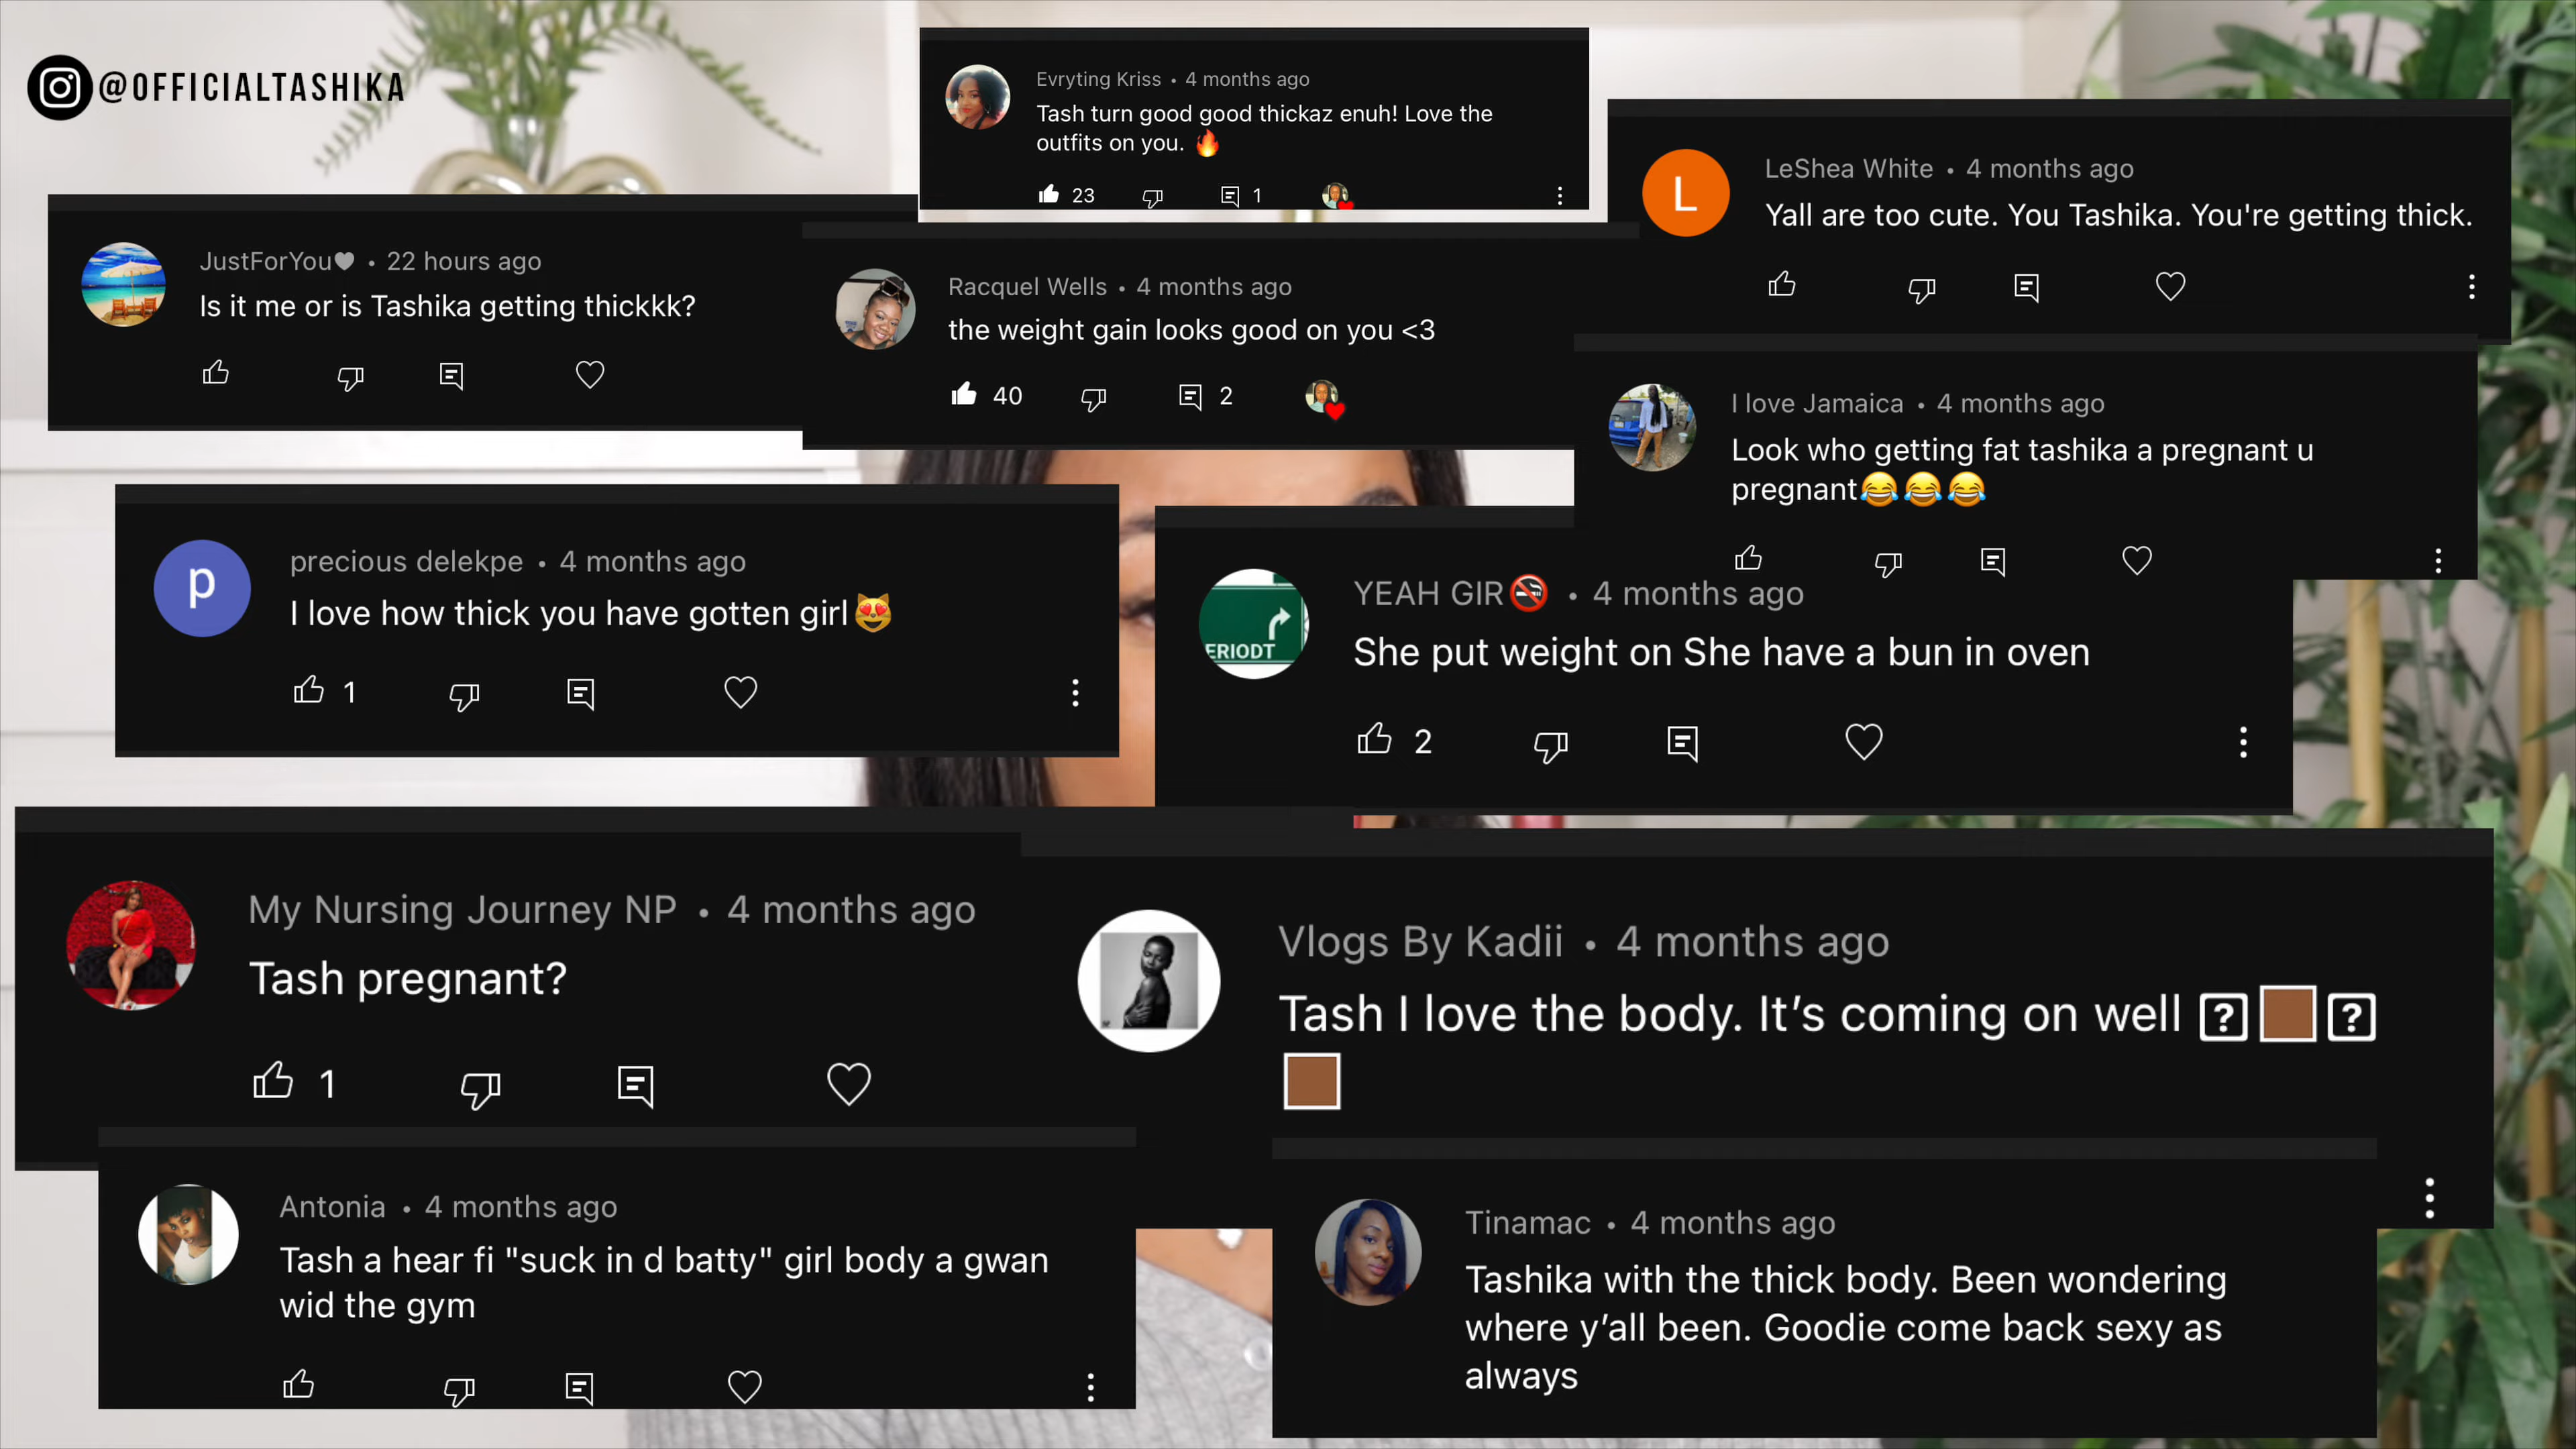 @OFFICIALTASHIKA
Evryting Kriss • 4 months ago
Tash turn good good thickaz enuh! Love the
outfits on you. 🔥
23
1
LeShea White • 4 months ago
Yall are too cute. You Tashika. You're getting thick.
JustForYou♥ • 22 hours ago
Is it me or is Tashika getting thickkk?
Racquel Wells • 4 months ago
the weight gain looks good on you <3
40
2
I love Jamaica • 4 months ago
Look who getting fat tashika a pregnant u
pregnant😂😂😂
precious delekpe • 4 months ago
p
I love how thick you have gotten girl😻
1
YEAH GIR🚭 • 4 months ago
ERIODT
She put weight on She have a bun in oven
2
L
My Nursing Journey NP • 4 months ago
Tash pregnant?
1
Vlogs By Kadii • 4 months ago
Tash I love the body. It’s coming on well ⍰🏾⍰
🏾
Antonia • 4 months ago
Tash a hear fi "suck in d batty" girl body a gwan
wid the gym
Tinamac • 4 months ago
Tashika with the thick body. Been wondering
where y’all been. Goodie come back sexy as
always